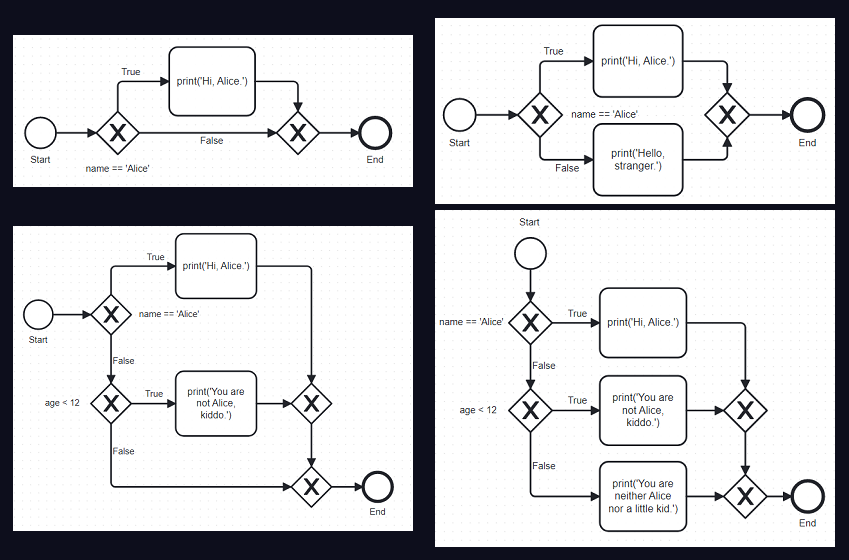 True
print('Hi, Alice.')
False
Start
End
name == 'Alice'
True
print('Hi, Alice.')
name == 'Alice'
Start
End
False
print('Hello,
stranger.')
True
print('Hi, Alice.')
name == 'Alice'
Start
False
age < 12
True
print('You are
not Alice,
kiddo.')
False
End
Start
name == 'Alice'
True
print('Hi, Alice.')
False
age < 12
True
print('You are
not Alice,
kiddo.')
False
print('You are
neither Alice
nor a little kid.')
End